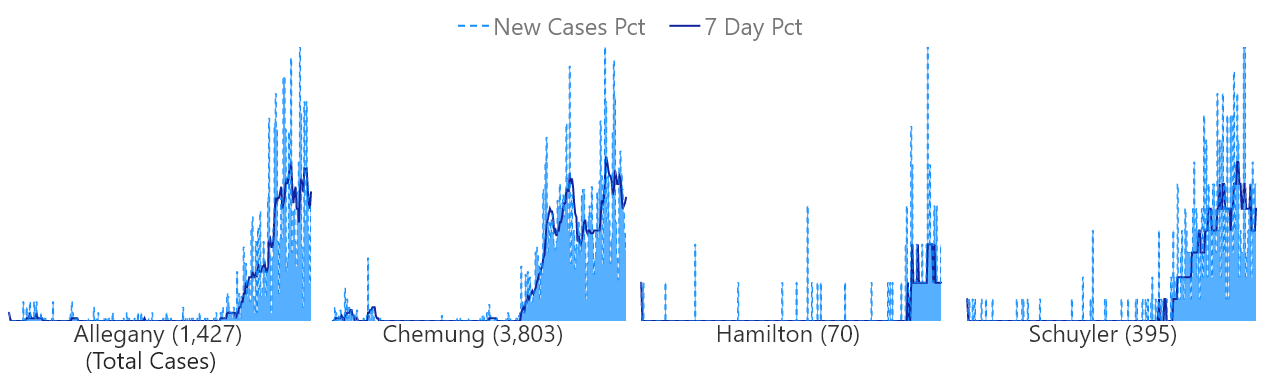 New Cases Pct 7 Day Pct
Allegany (1,427) Chemung (3,803) Hamilton (70) Schuyler (395)
(Total Cases)